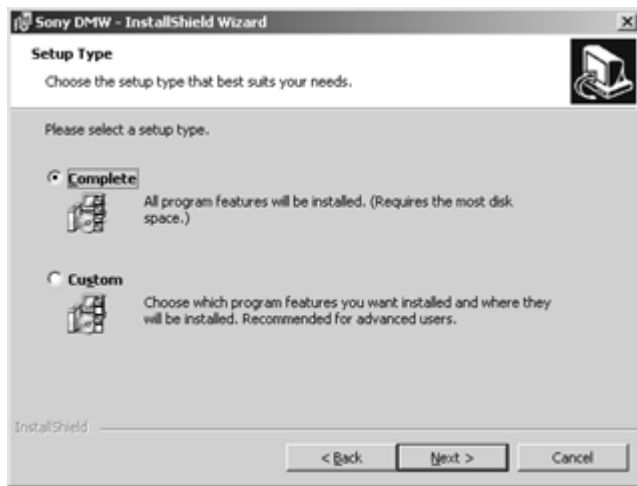 Sony DMW - InstallShield Wizard
Setup Type
Choose the setup type that best suits your needs.
Please select a setup type.
Complete
All program features will be installed. (Requires the most disk
space.)
Custom
Choose which program features you want installed and where they
will be installed. Recommended for advanced users.
InstallShield
< Back Next > Cancel